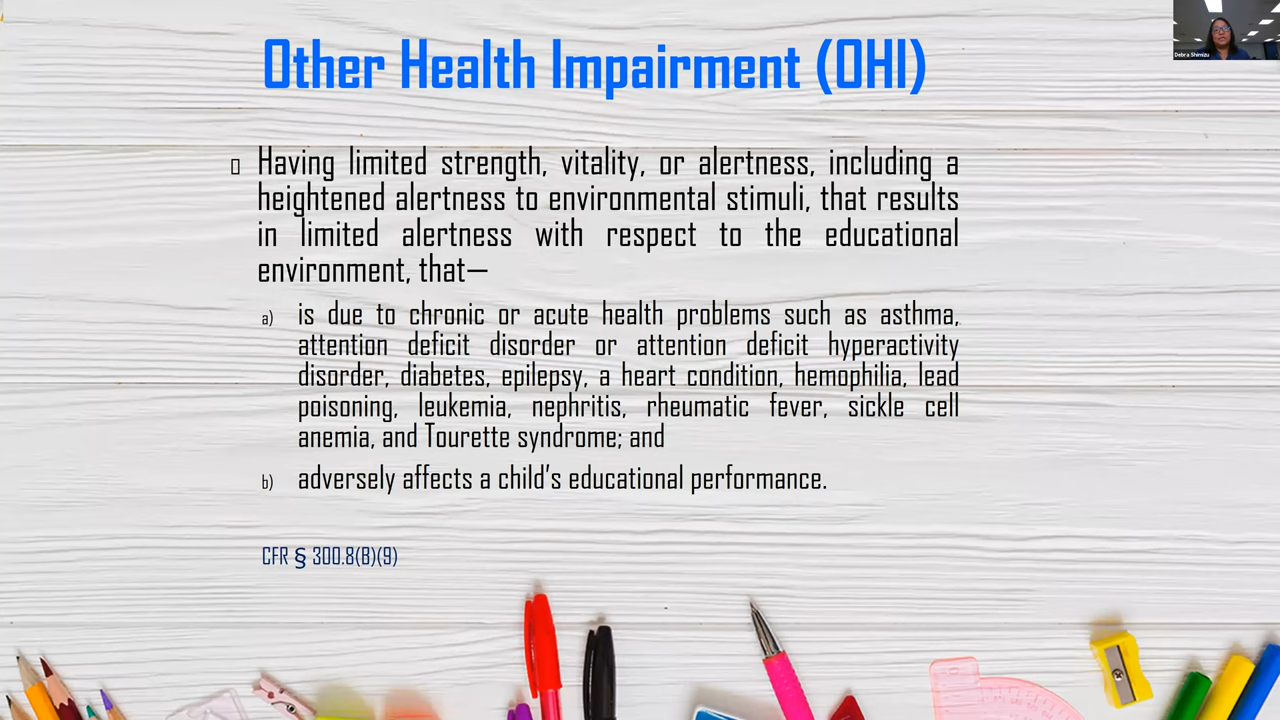 Other Health Impairment (OHI)
Debra Shimizu
Having limited strength, vitality, or alertness, including a
heightened alertness to environmental stimuli, that results
in limited alertness with respect to the educational
environment, that—
a) is due to chronic or acute health problems such as asthma,
attention deficit disorder or attention deficit hyperactivity
disorder, diabetes, epilepsy, a heart condition, hemophilia, lead
poisoning, leukemia, nephritis, rheumatic fever, sickle cell
anemia, and Tourette syndrome; and
b) adversely affects a child's educational performance.
CFR § 300.8(B)(9)